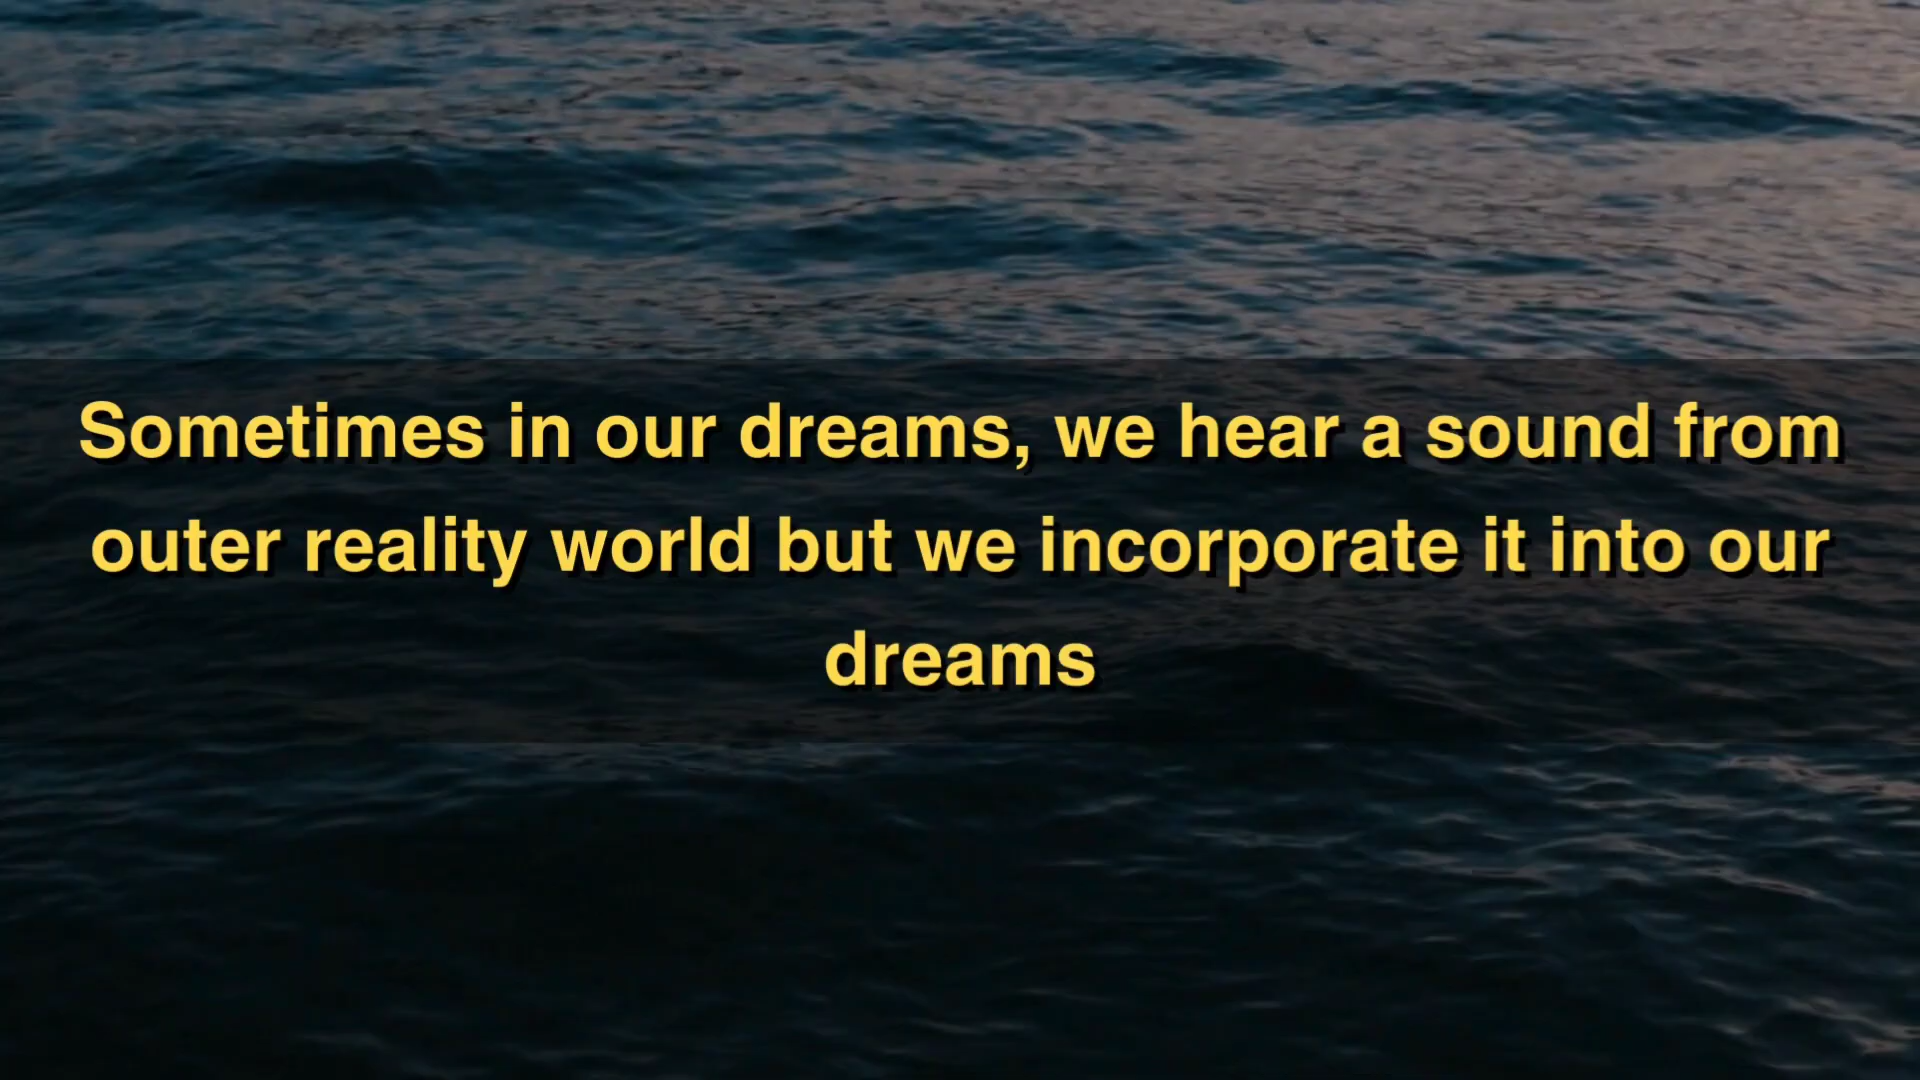 Sometimes in our dreams, we hear a sound from
outer reality world but we incorporate it into our
dreams